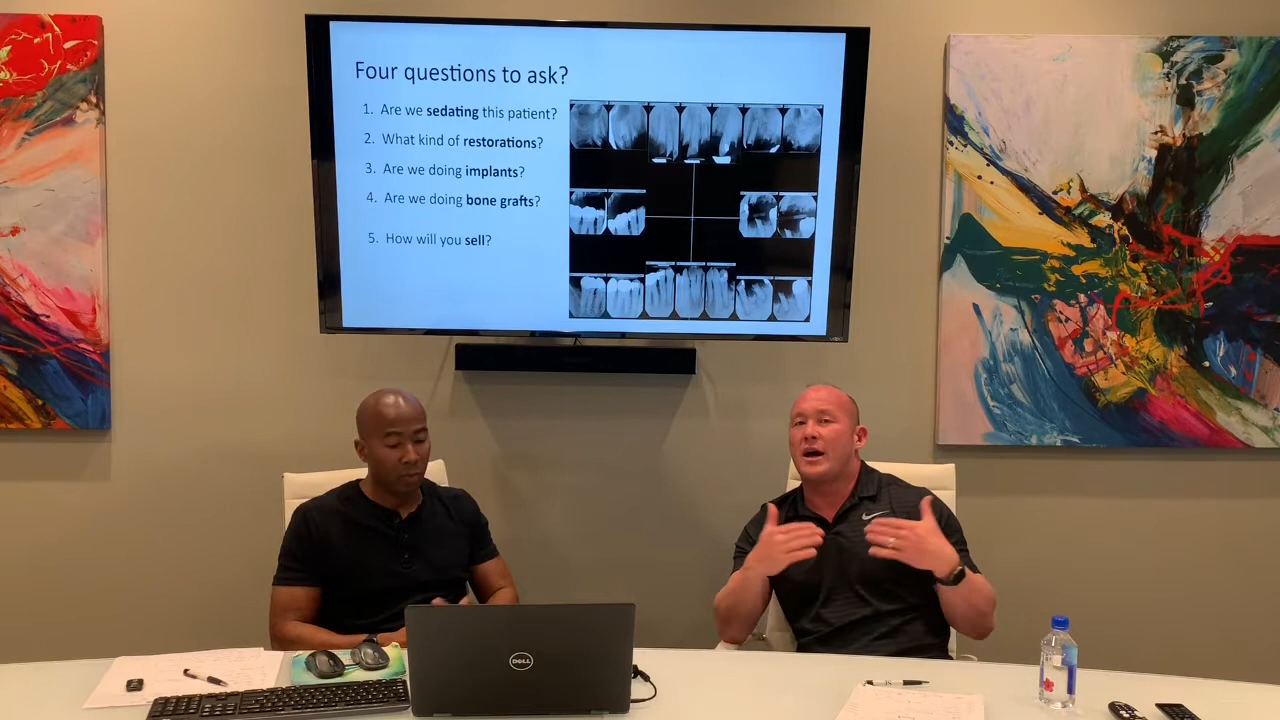 Four questions to ask?
1. Are we sedating this patient?
2. What kind of restorations?
3. Are we doing implants?
4. Are we doing bone grafts?
5. How will you sell?
DELL